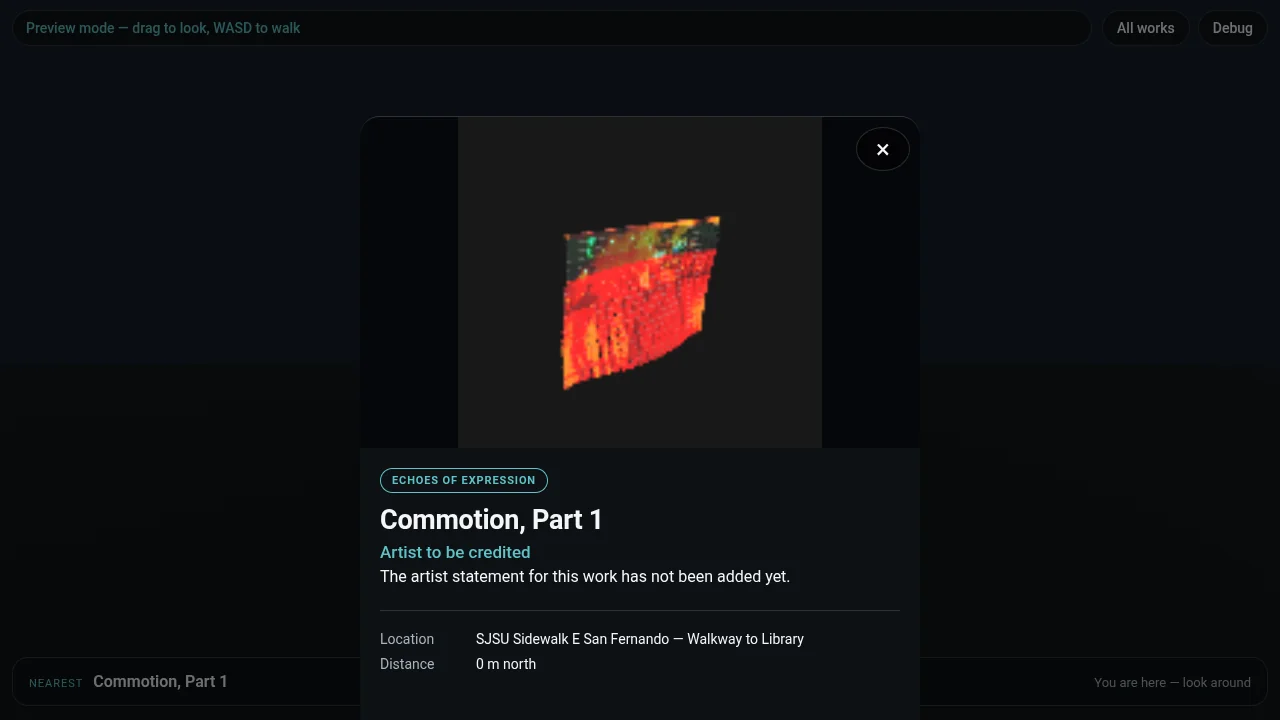 Preview mode — drag to look, WASD to walk
All works
Debug
×
ECHOES OF EXPRESSION
Commotion, Part 1
Artist to be credited
The artist statement for this work has not been added yet.
Location SJSU Sidewalk E San Fernando — Walkway to Library
Distance 0 m north
NEAREST Commotion, Part 1
You are here — look around